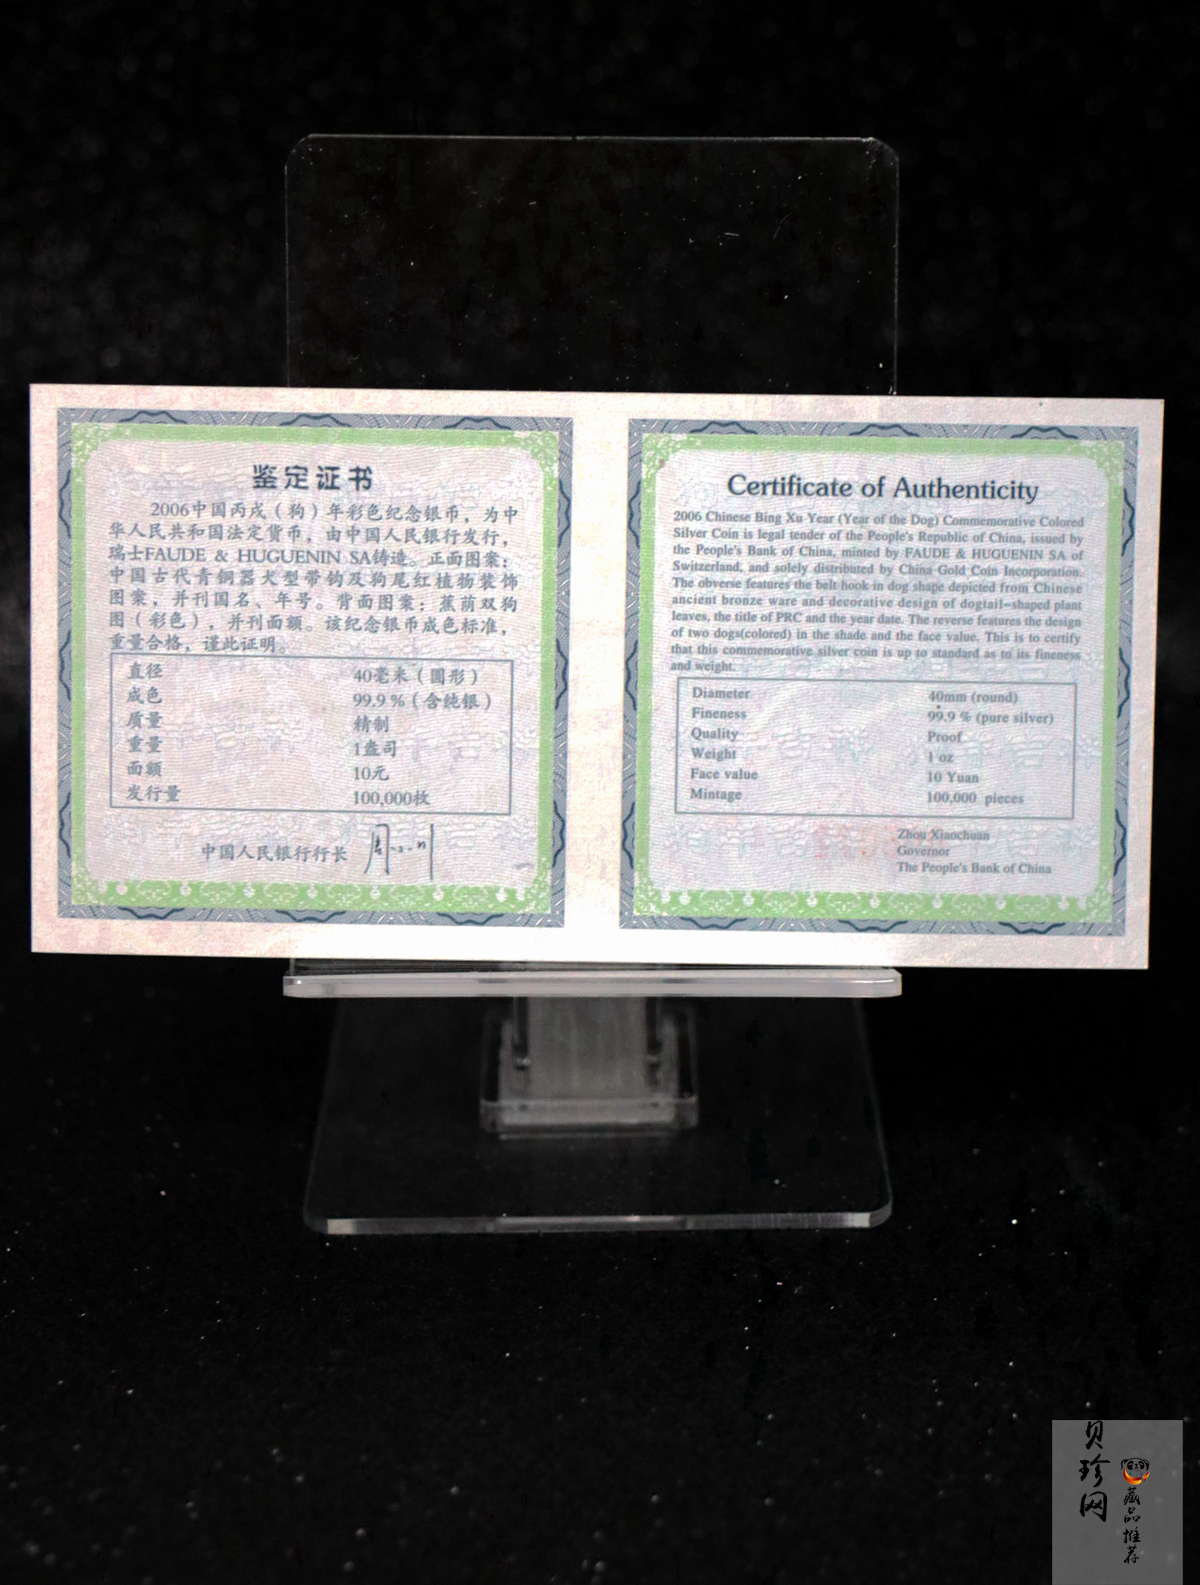 鉴定证书
2006中国丙戌（狗）年彩色纪念银币，为中
华人民共和国法定货币，由中国人民银行发行，
瑞士FAUDE & HUGUENIN SA铸造。正面图案：
中国古代青铜器犬型带钩及狗尾红植物装饰
图案，并刊国名、年号。背面图案：蕉荫双狗
图（彩色），并刊面额。该纪念银币成色标准，
重量合格，谨此证明。
直径 40毫米（圆形）
成色 99.9 %（含纯银）
质量 精制
重量 1盎司
面额 10元
发行量 100,000枚
中国人民银行行长
Certificate of Authenticity
2006 Chinese Bing Xu Year (Year of the Dog) Commemorative Colored
Silver Coin is legal tender of the People's Republic of China, issued by
the People's Bank of China, minted by FAUDE & HUGUENIN SA of
Switzerland, and solely distributed by China Gold Coin Incorporation.
The obverse features the belt hook in dog shape depicted from Chinese
ancient bronze ware and decorative design of dogtail-shaped plant
leaves, the title of PRC and the year date. The reverse features the design
of two dogs(colored) in the shade and the face value. This is to certify
that this commemorative silver coin is up to standard as to its fineness
and weight.
Diameter 40mm (round)
Fineness 99.9 % (pure silver)
Quality Proof
Weight 1 oz
Face value 10 Yuan
Mintage 100,000 pieces
Zhou Xiaochuan
Governor
The People's Bank of China
贝珍网
藏品推荐